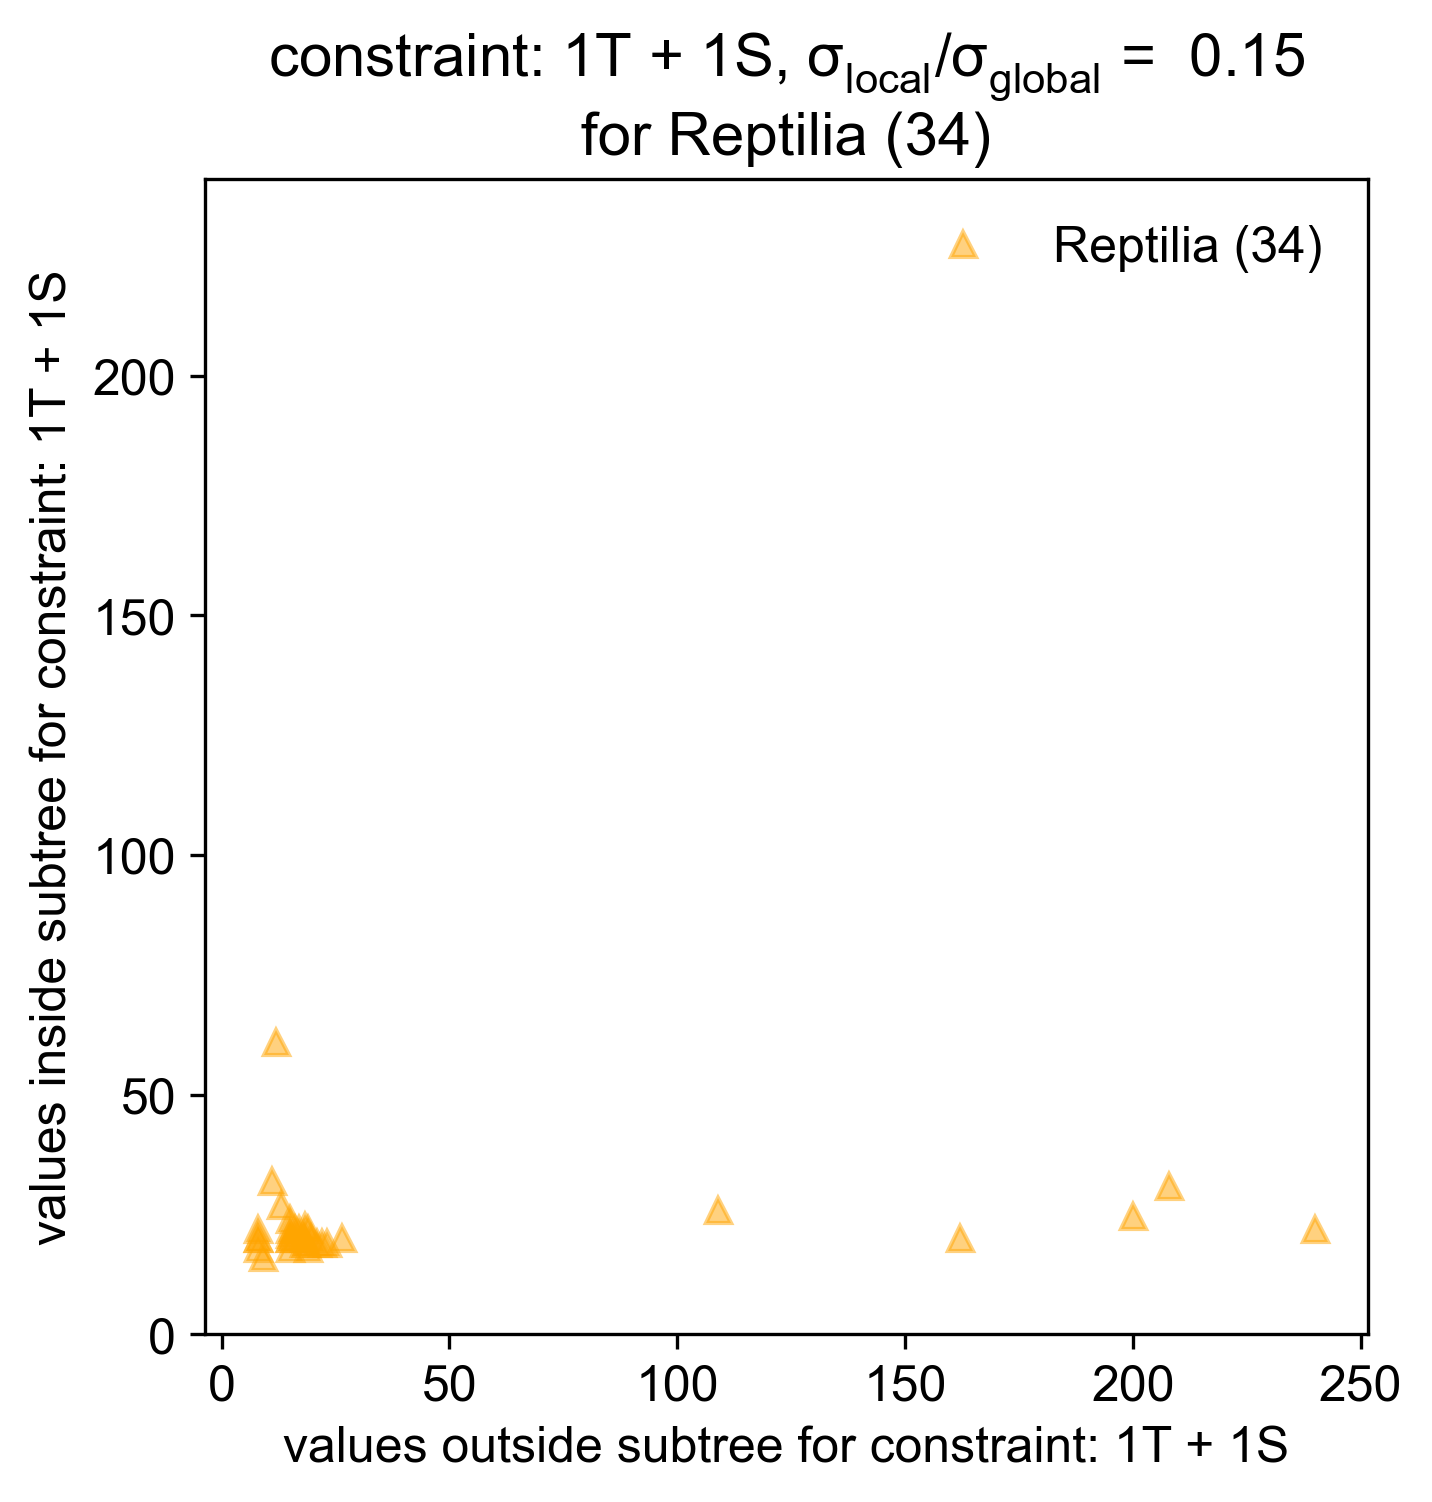 constraint: 1T + 1S, σlocal/σglobal = 0.15
for Reptilia (34)
Reptilia (34)
values inside subtree for constraint: 1T + 1S
200
150
100
50
0
0 50 100 150 200 250
values outside subtree for constraint: 1T + 1S